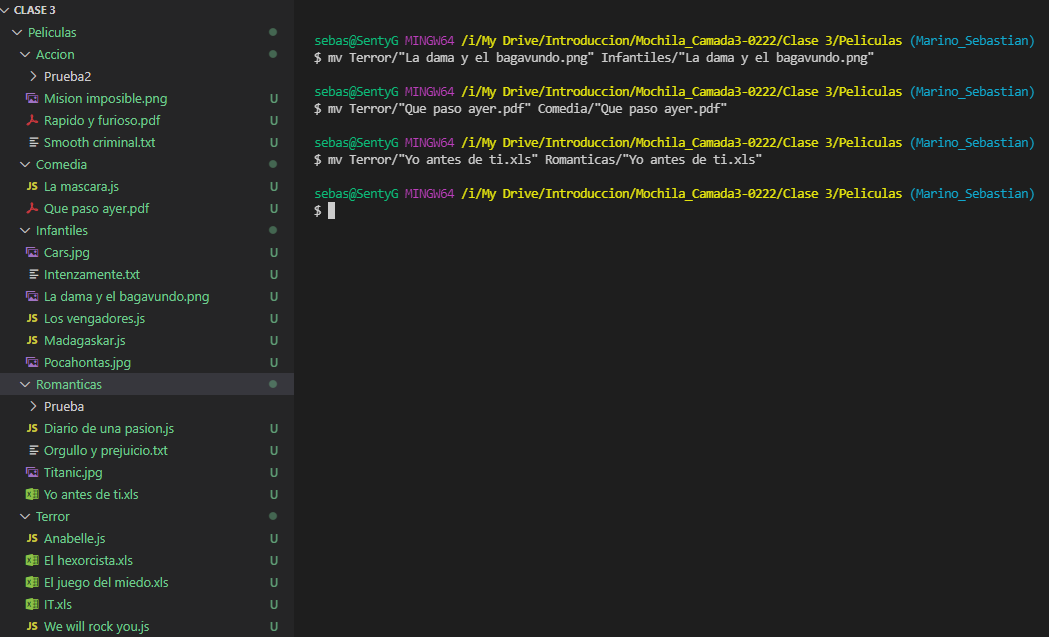 CLASE 3
Peliculas
Accion
Prueba2
Mision imposible.png U
Rapido y furioso.pdf U
Smooth criminal.txt U
Comedia
JS La mascara.js U
Que paso ayer.pdf U
Infantiles
Cars.jpg U
Intenzamente.txt U
La dama y el bagavundo.png U
JS Los vengadores.js U
JS Madagaskar.js U
Pocahontas.jpg U
Romanticas
Prueba
JS Diario de una pasion.js U
Orgullo y prejuicio.txt U
Titanic.jpg U
Yo antes de ti.xls U
Terror
JS Anabelle.js U
El hexorcista.xls U
El juego del miedo.xls U
IT.xls U
JS We will rock you.js U
sebas@SentyG MINGW64 /i/My Drive/Introduccion/Mochila_Camada3-0222/Clase 3/Peliculas (Marino_Sebastian)
$ mv Terror/"La dama y el bagavundo.png" Infantiles/"La dama y el bagavundo.png"
sebas@SentyG MINGW64 /i/My Drive/Introduccion/Mochila_Camada3-0222/Clase 3/Peliculas (Marino_Sebastian)
$ mv Terror/"Que paso ayer.pdf" Comedia/"Que paso ayer.pdf"
sebas@SentyG MINGW64 /i/My Drive/Introduccion/Mochila_Camada3-0222/Clase 3/Peliculas (Marino_Sebastian)
$ mv Terror/"Yo antes de ti.xls" Romanticas/"Yo antes de ti.xls"
sebas@SentyG MINGW64 /i/My Drive/Introduccion/Mochila_Camada3-0222/Clase 3/Peliculas (Marino_Sebastian)
$